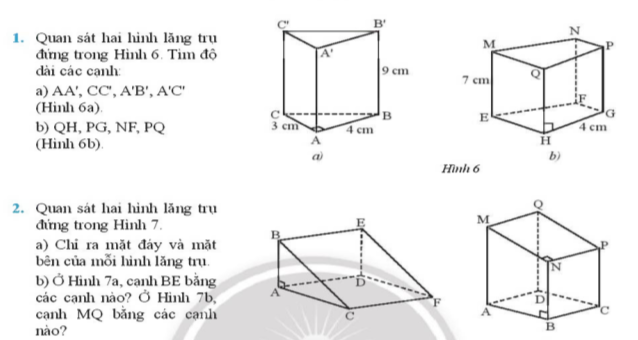 1. Quan sát hai hình lăng trụ
đứng trong Hình 6. Tìm độ
dài các cạnh:
a) AA', CC', A'B', A'C'
(Hình 6a).
b) QH, PG, NF, PQ
(Hình 6b).
C'
B'
A'
9 cm
C
B
3 cm
4 cm
A
a)
N
M
P
Q
7 cm
F
E
G
4 cm
H
b)
Hình 6
2. Quan sát hai hình lăng trụ
đứng trong Hình 7.
a) Chỉ ra mặt đáy và mặt
bên của mỗi hình lăng trụ.
b) Ở Hình 7a, cạnh BE bằng
các cạnh nào? Ở Hình 7b,
cạnh MQ bằng các cạnh
nào?
E
B
D
A
F
C
Q
M
P
N
D
A
C
B